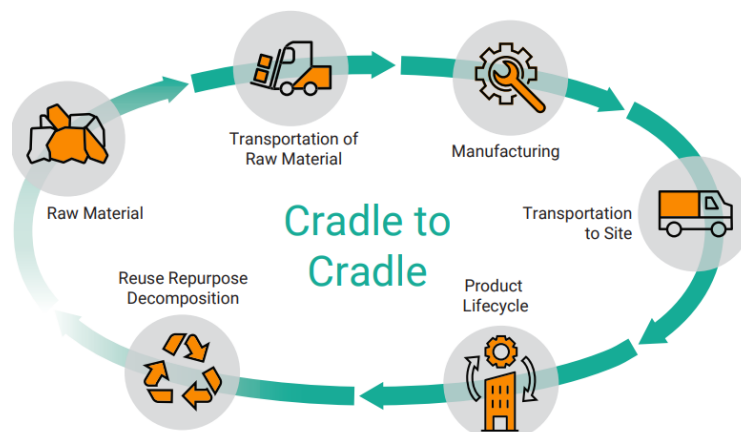 Transportation of
Raw Material
Manufacturing
Raw Material
Cradle to
Cradle
Transportation
to Site
Reuse Repurpose
Decomposition
Product
Lifecycle